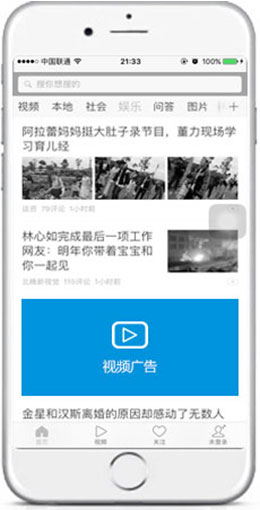 中国联通 21:33 100%
搜你想搜的
视频 本地 社会 娱乐 问答 图片
阿拉蕾妈妈挺大肚子录节目，董力现场学
习育儿经
79评论 1小时前
林心如完成最后一项工作
网友：明年你带着宝宝和
你一起见
北晚新视觉 110评论 1小时前
视频广告
金星和汉斯离婚的原因却感动了无数人
首页 视频 关注 未登录